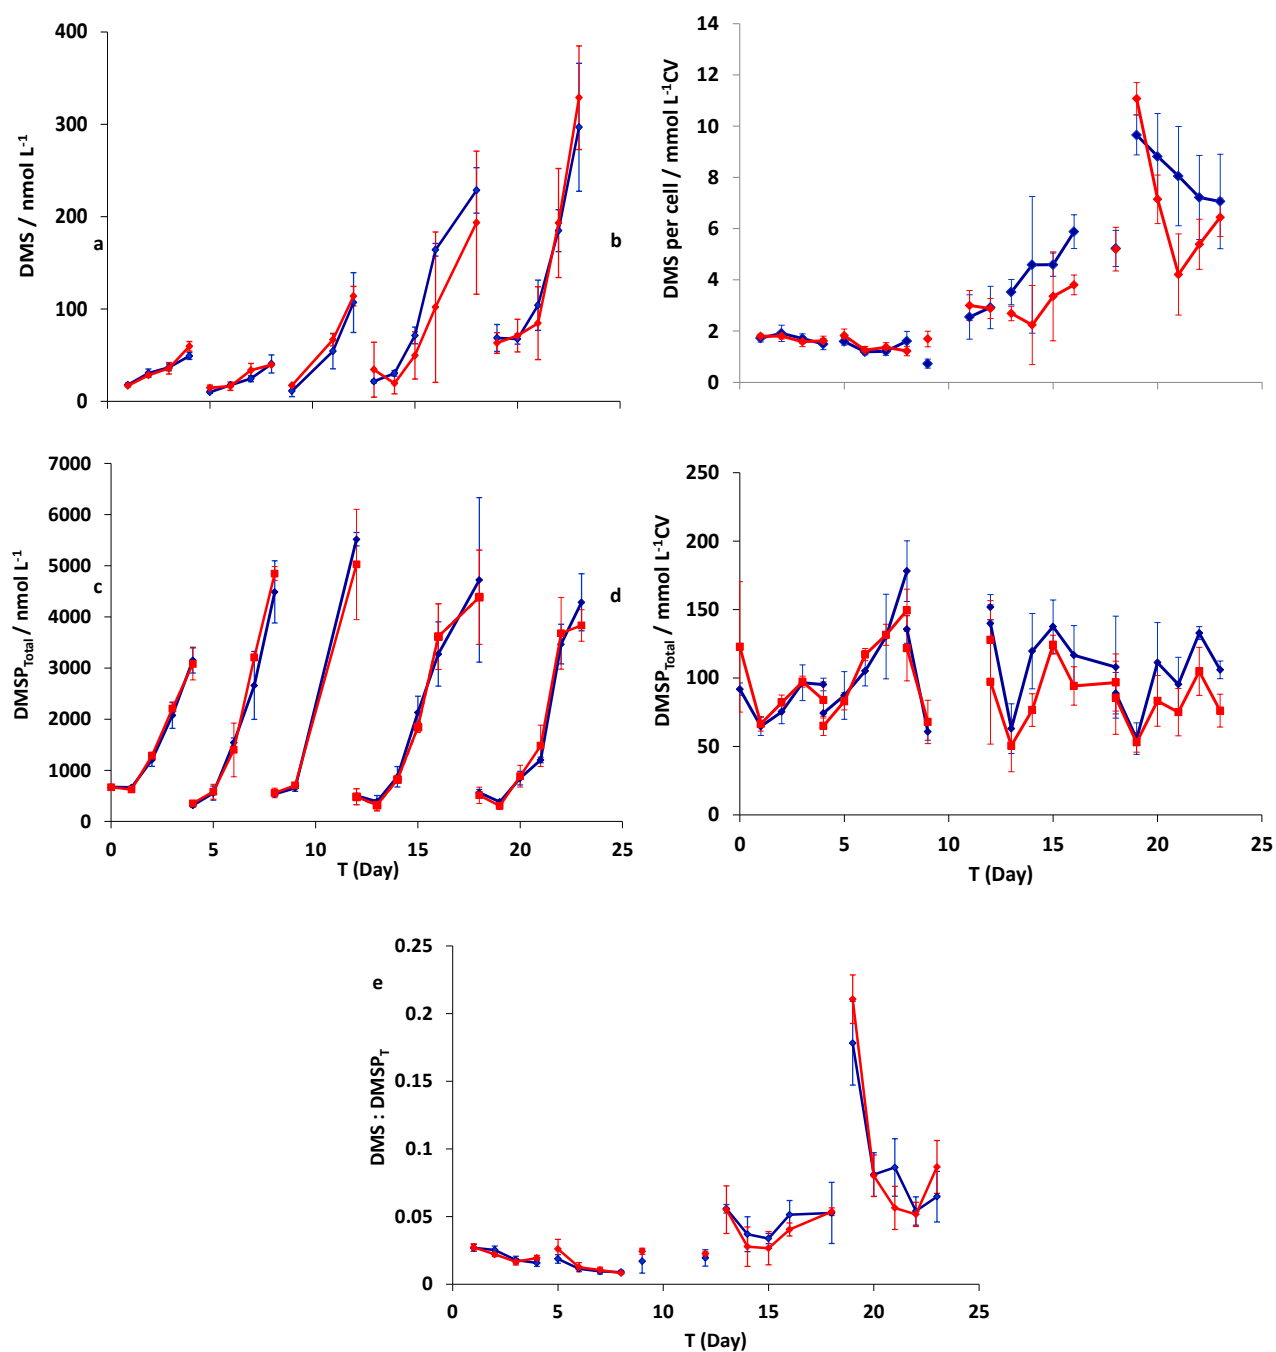 400
300
200
100
0
DMS / nmol L⁻¹
a
14
12
10
8
6
4
2
0
DMS per cell / mmol L⁻¹CV
b
7000
6000
5000
4000
3000
2000
1000
0
DMSP_Total / nmol L⁻¹
c
0 5 10 15 20 25
T (Day)
250
200
150
100
50
0
DMSP_Total / mmol L⁻¹CV
d
0 5 10 15 20 25
T (Day)
0.25
0.2
0.15
0.1
0.05
0
DMS : DMSP_T
e
0 5 10 15 20 25
T (Day)